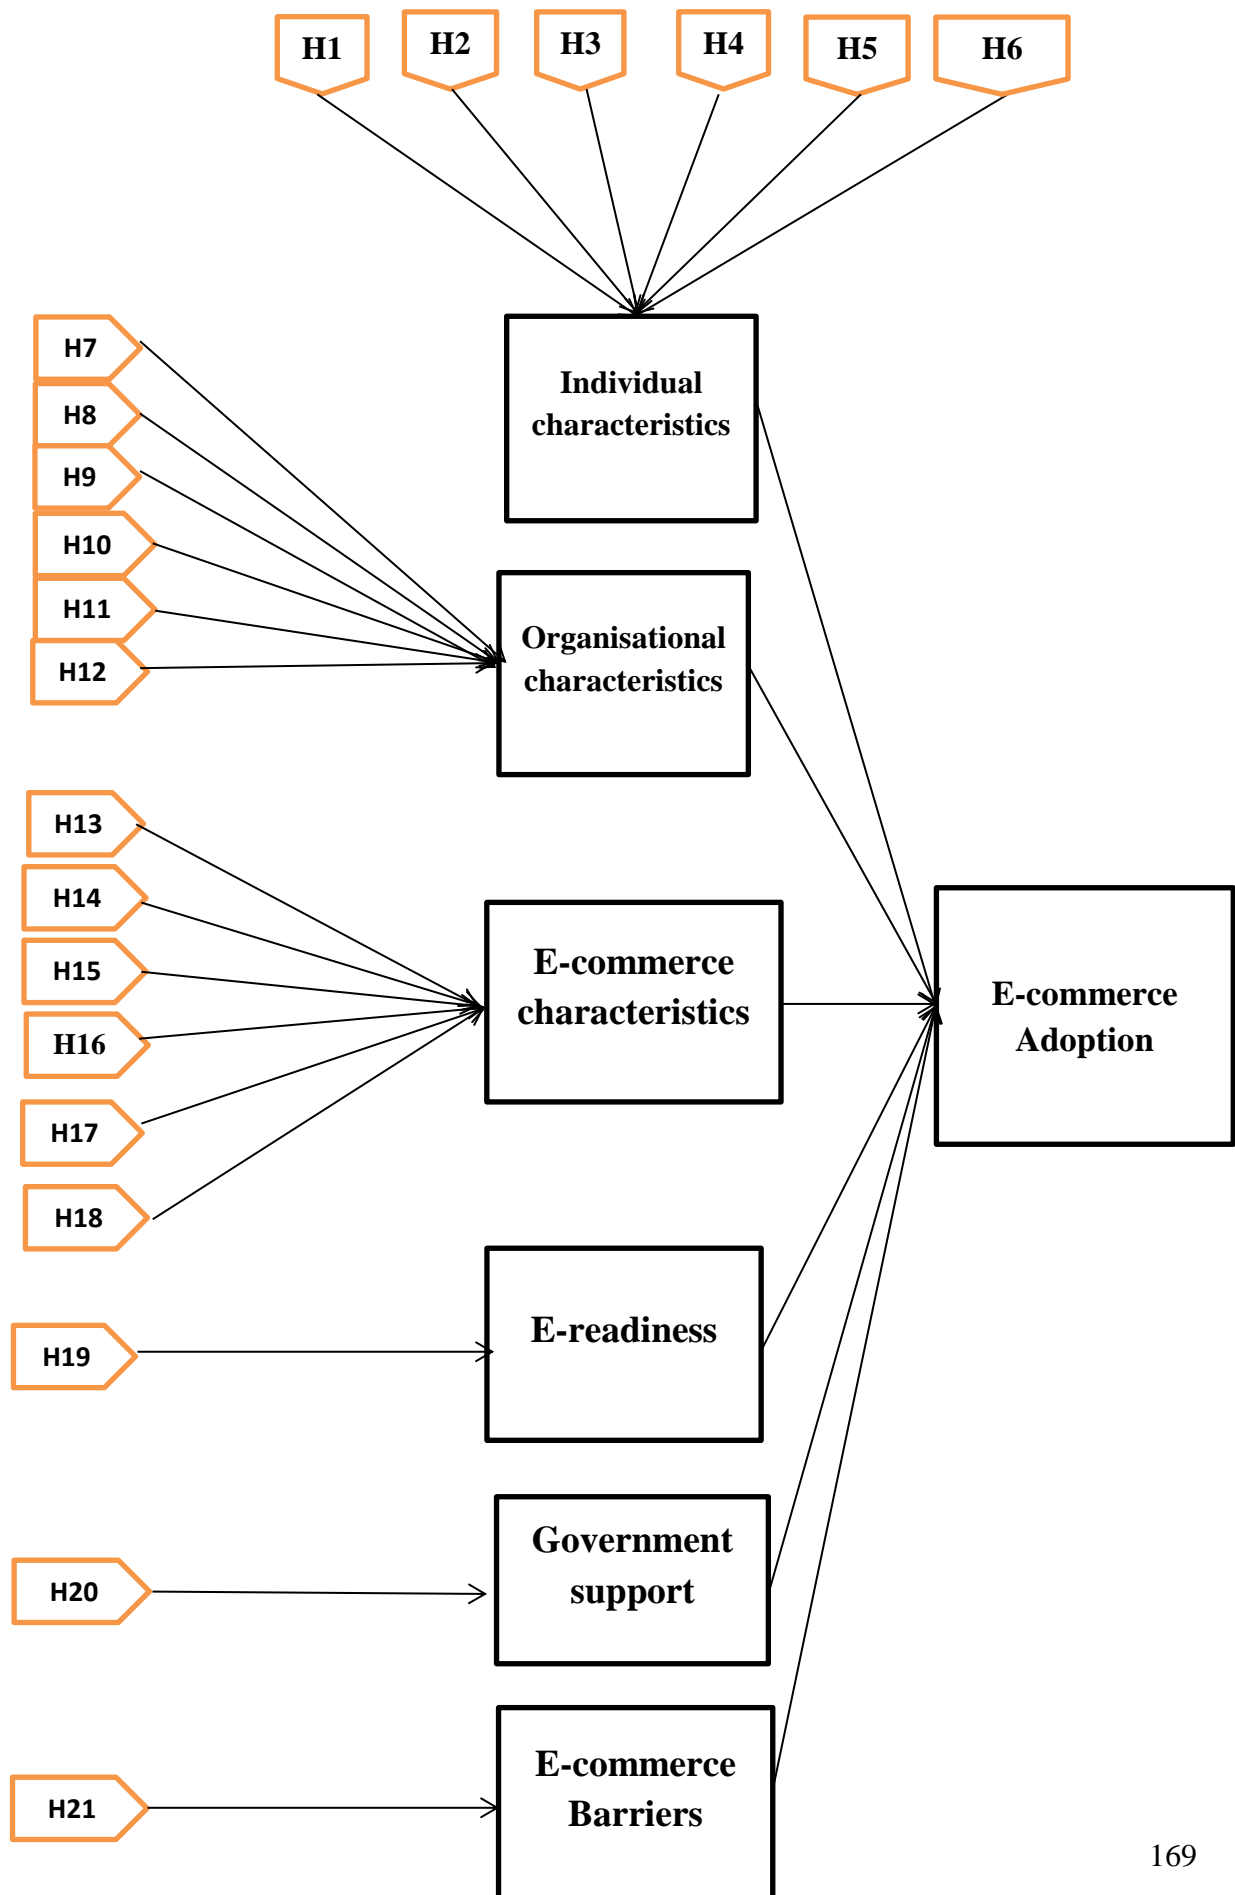 H1 H2 H3 H4 H5 H6
Individual
characteristics
H7
H8
H9
H10
H11
H12
Organisational
characteristics
H13
H14
H15
H16
H17
H18
E-commerce
characteristics
E-commerce
Adoption
H19
E-readiness
H20
Government
support
H21
E-commerce
Barriers
169